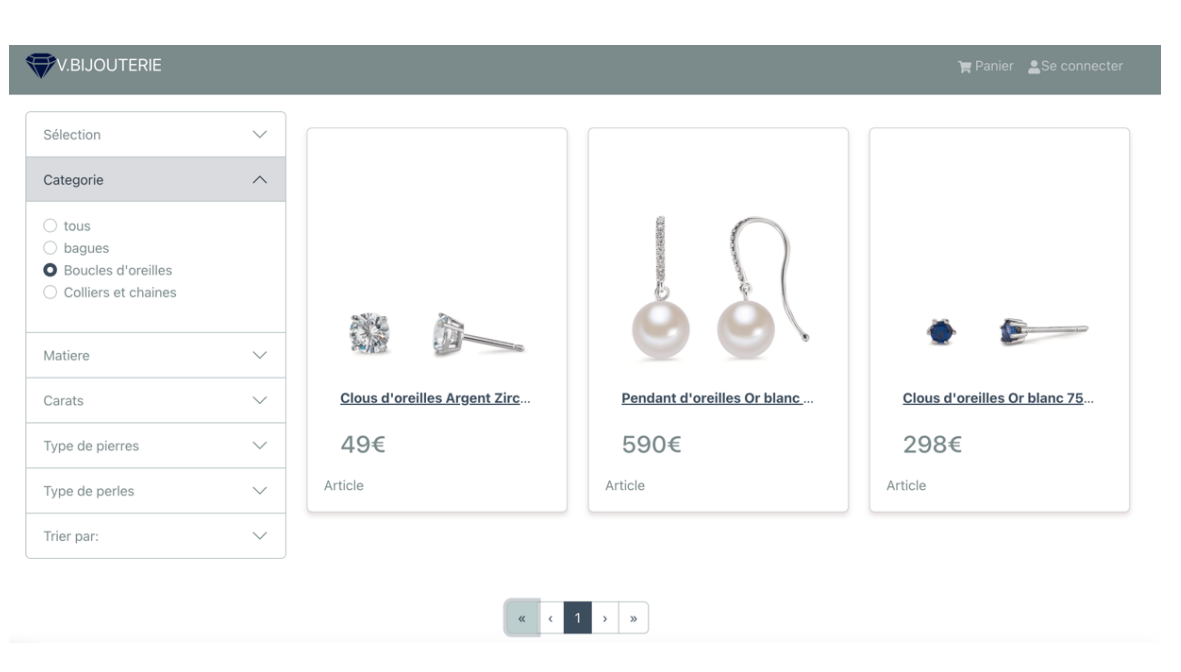 V.BIJOUTERIE
Panier Se connecter
Sélection
Categorie
tous
bagues
Boucles d'oreilles
Colliers et chaines
Matiere
Carats
Type de pierres
Type de perles
Trier par:
Clous d'oreilles Argent Zirc...
49€
Article
Pendant d'oreilles Or blanc ...
590€
Article
Clous d'oreilles Or blanc 75...
298€
Article
« ‹ 1 › »